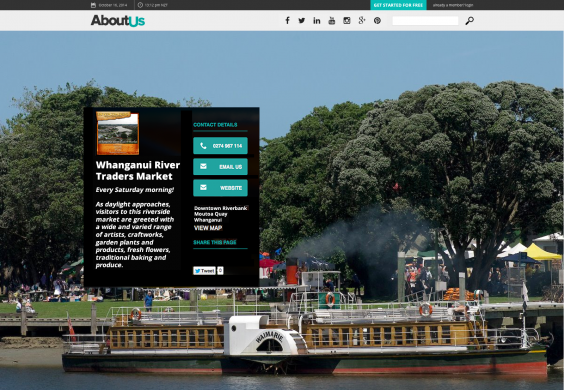 October 18, 2014
10:12 pm NZT
GET STARTED FOR FREE
already a member? login
AboutUs
CONTACT DETAILS
0274 987 114
EMAIL US
WEBSITE
Downtown Riverbank
Moutoa Quay
Whanganui
VIEW MAP
SHARE THIS PAGE
Tweet 0
Whanganui River
Traders Market
Every Saturday morning!
As daylight approaches,
visitors to this riverside
market are greeted with
a wide and varied range
of artists, craftworks,
garden plants and
products, fresh flowers,
traditional baking and
produce.
WAIMARIE